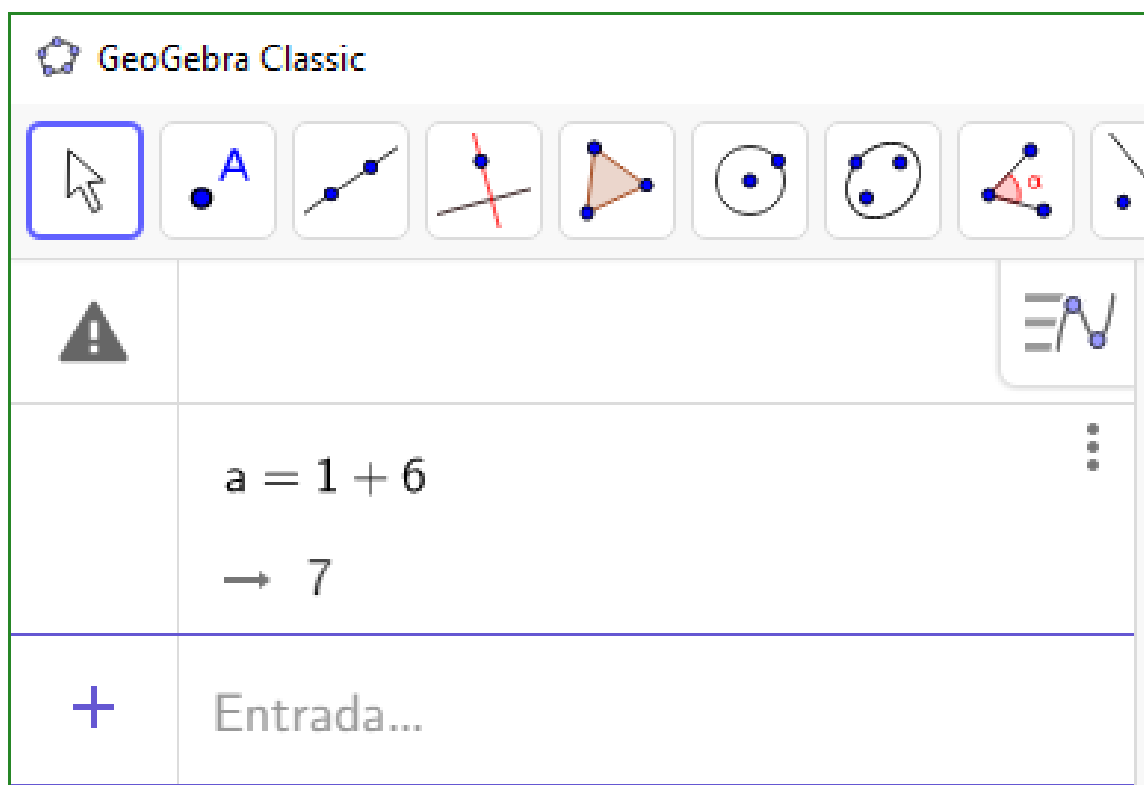 GeoGebra Classic
A
α
a = 1 + 6
→ 7
Entrada...